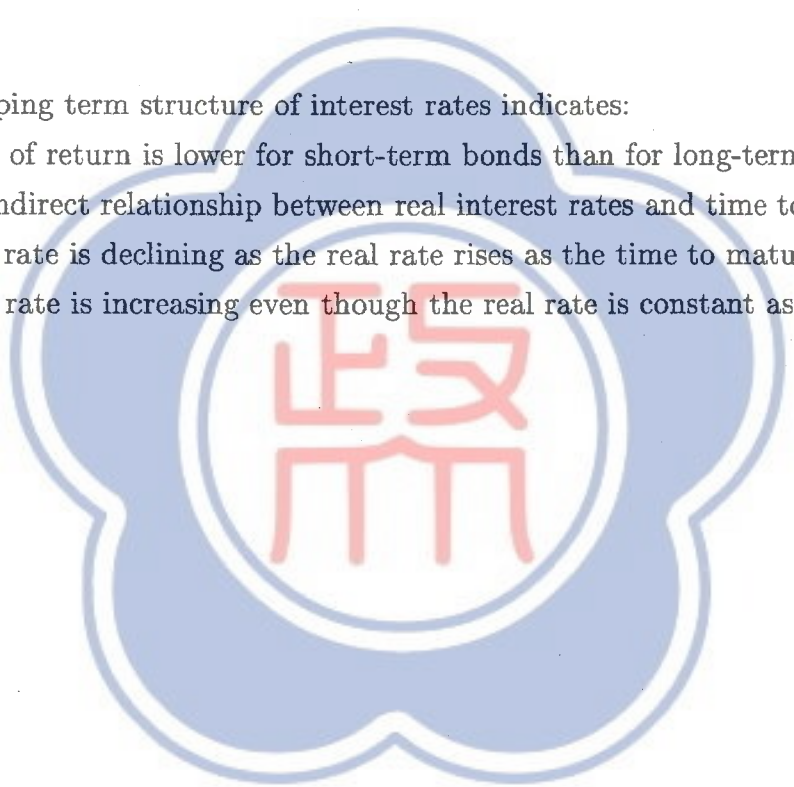 ping term structure of interest rates indicates:
of return is lower for short-term bonds than for long-term
ndirect relationship between real interest rates and time to
rate is declining as the real rate rises as the time to matu
rate is increasing even though the real rate is constant as
政大